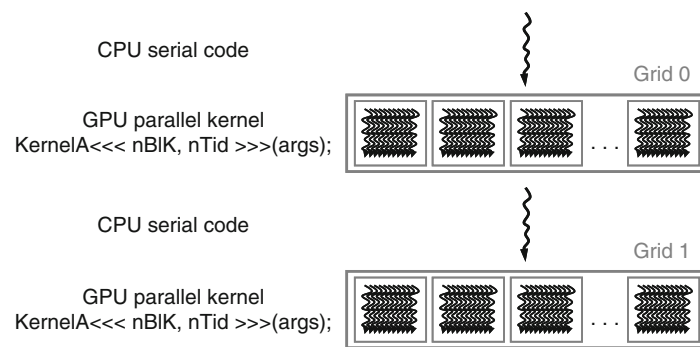 CPU serial code
Grid 0
GPU parallel kernel
KernelA<<< nBlK, nTid >>>(args);
. . .
CPU serial code
Grid 1
GPU parallel kernel
KernelA<<< nBlK, nTid >>>(args);
. . .